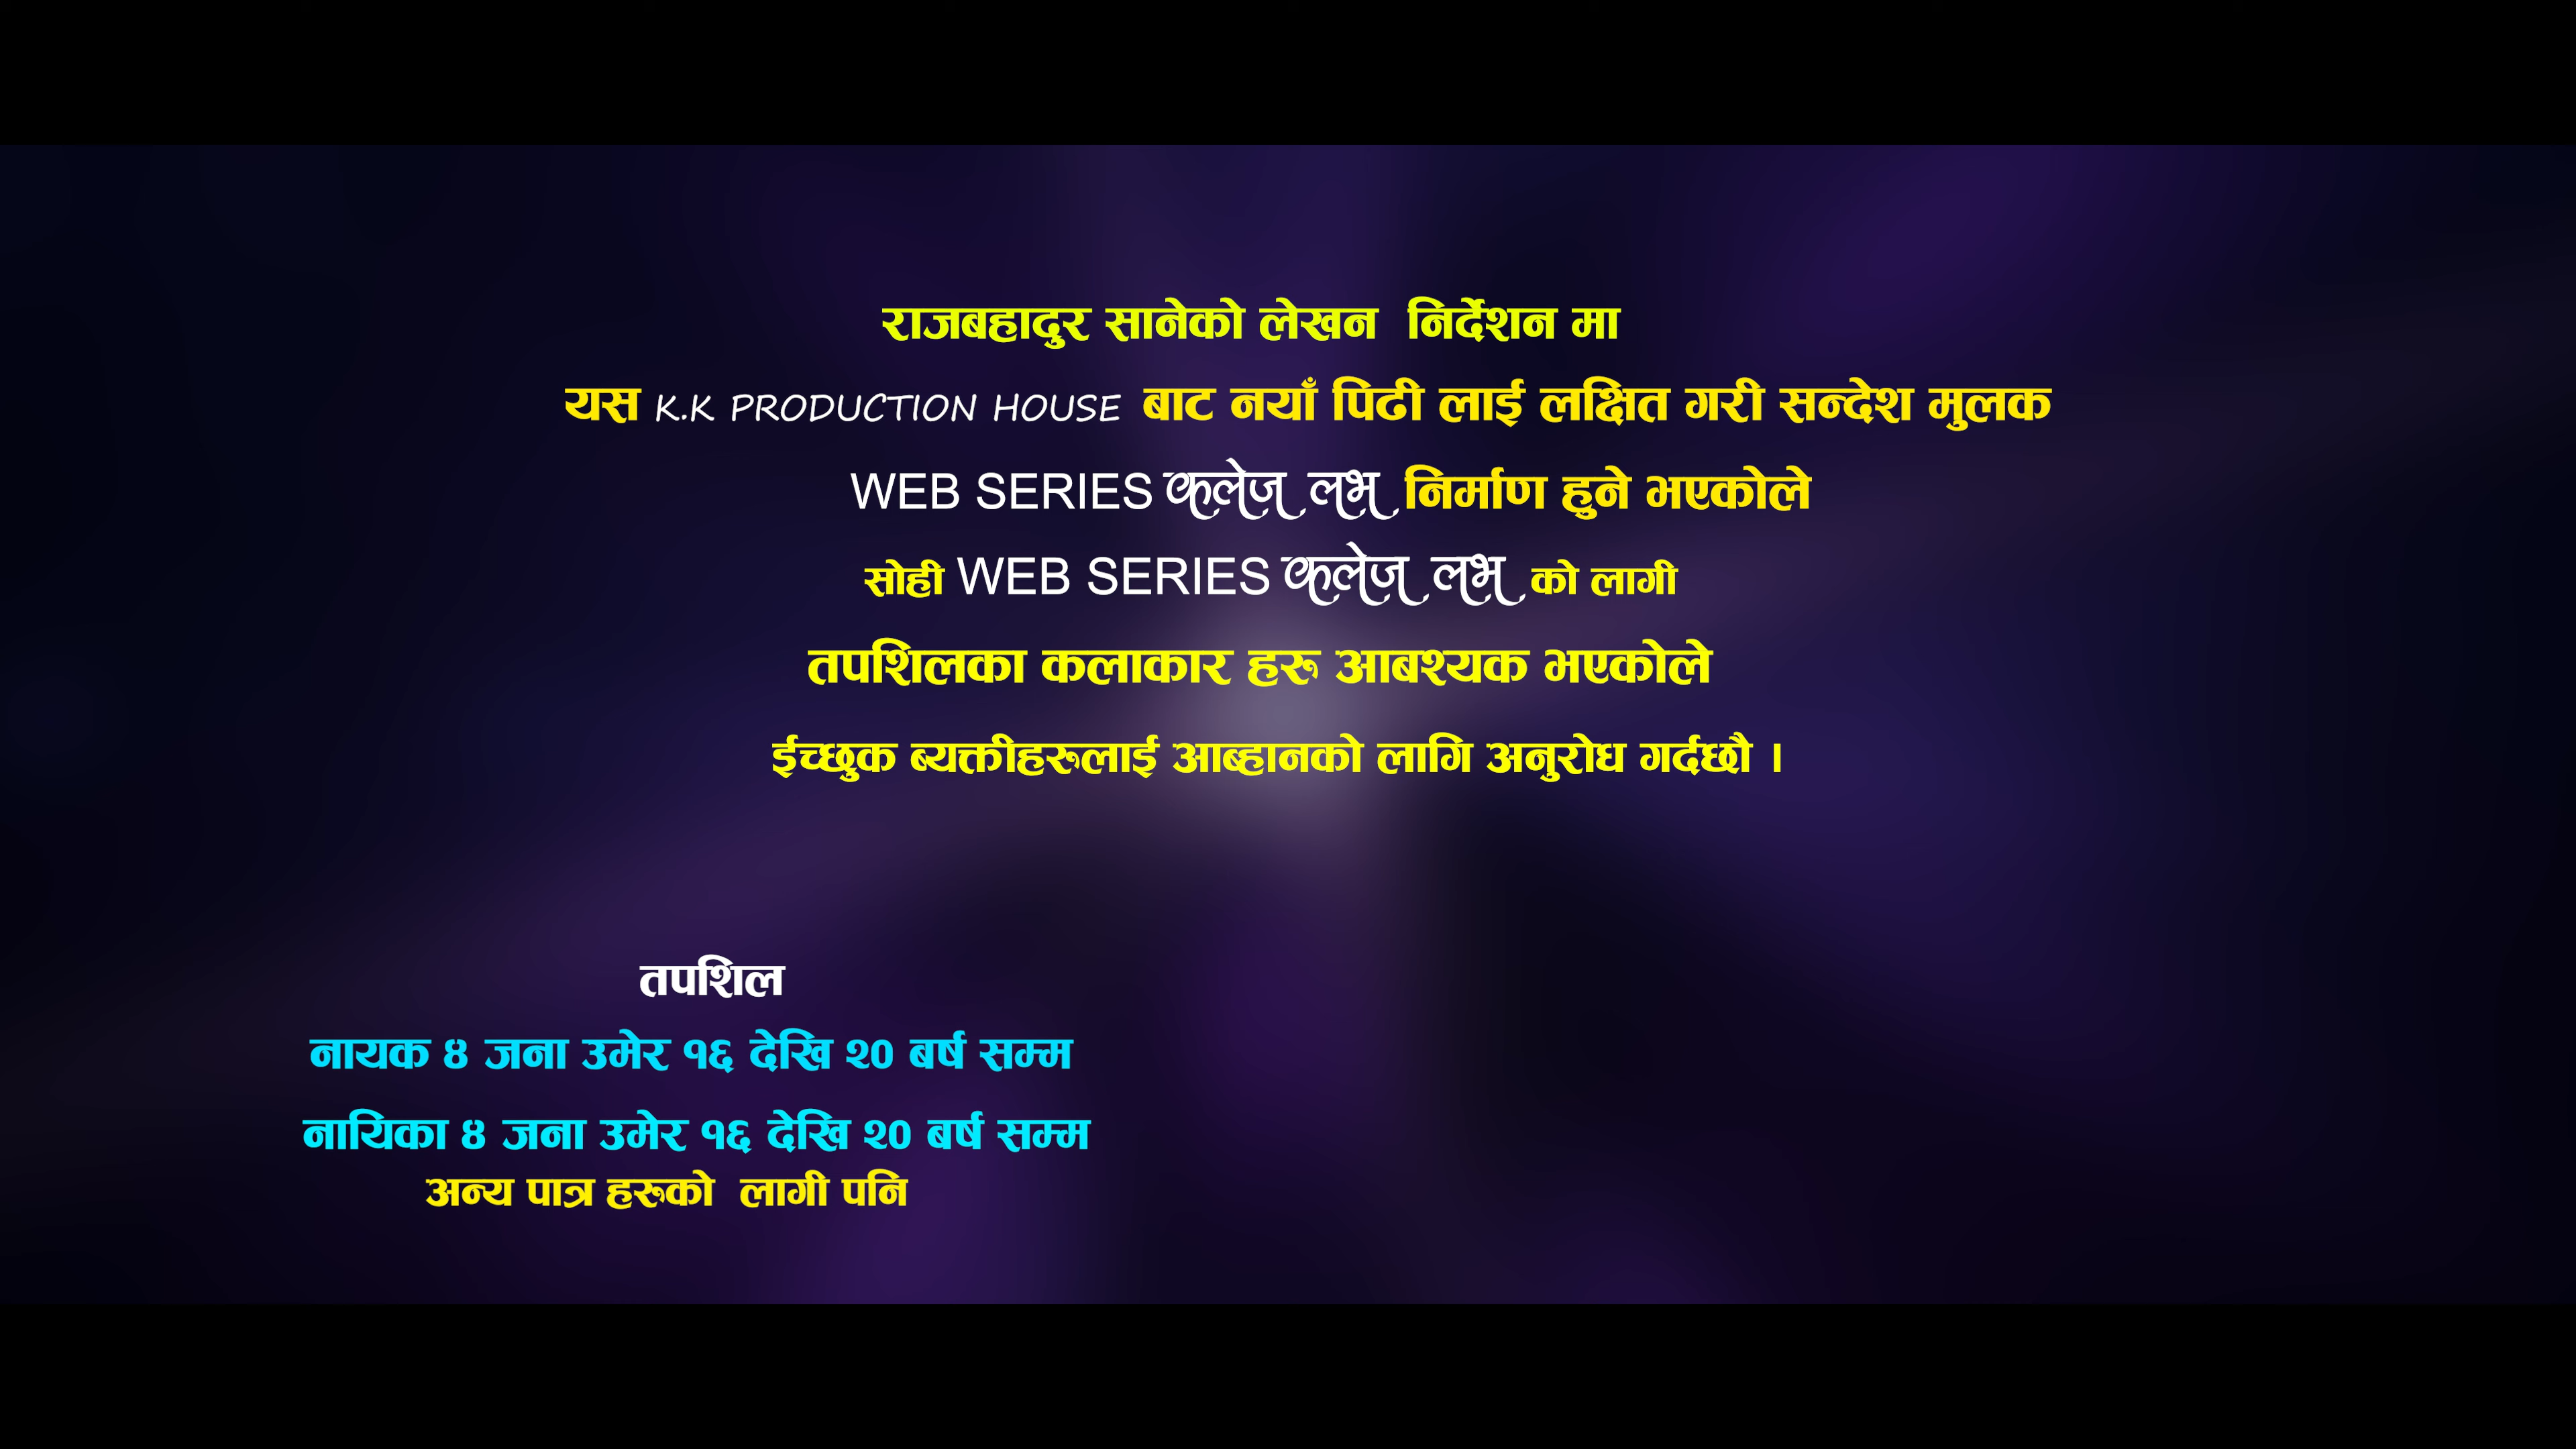 राजबहादुर सानेको लेखन निर्देशन मा
यस K.K PRODUCTION HOUSE बाट नयाँ पिढी लाई लक्षित गरी सन्देश मुलक
WEB SERIES कलेज लभ निर्माण हुने भएकोले
सोही WEB SERIES कलेज लभ को लागी
तपशिलका कलाकार हरू आबश्यक भएकोले
ईच्छुक ब्यक्तीहरूलाई आब्हानको लागि अनुरोध गर्दछौ ।
तपशिल
नायक ४ जना उमेर १६ देखि २० बर्ष सम्म
नायिका ४ जना उमेर १६ देखि २० बर्ष सम्म
अन्य पात्र हरूको लागी पनि